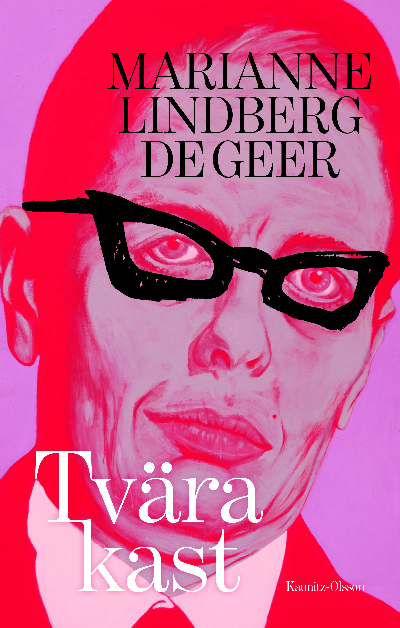 MARIANNE
LINDBERG
DE GEER
Tvära
kast
Kaunitz-Olsson